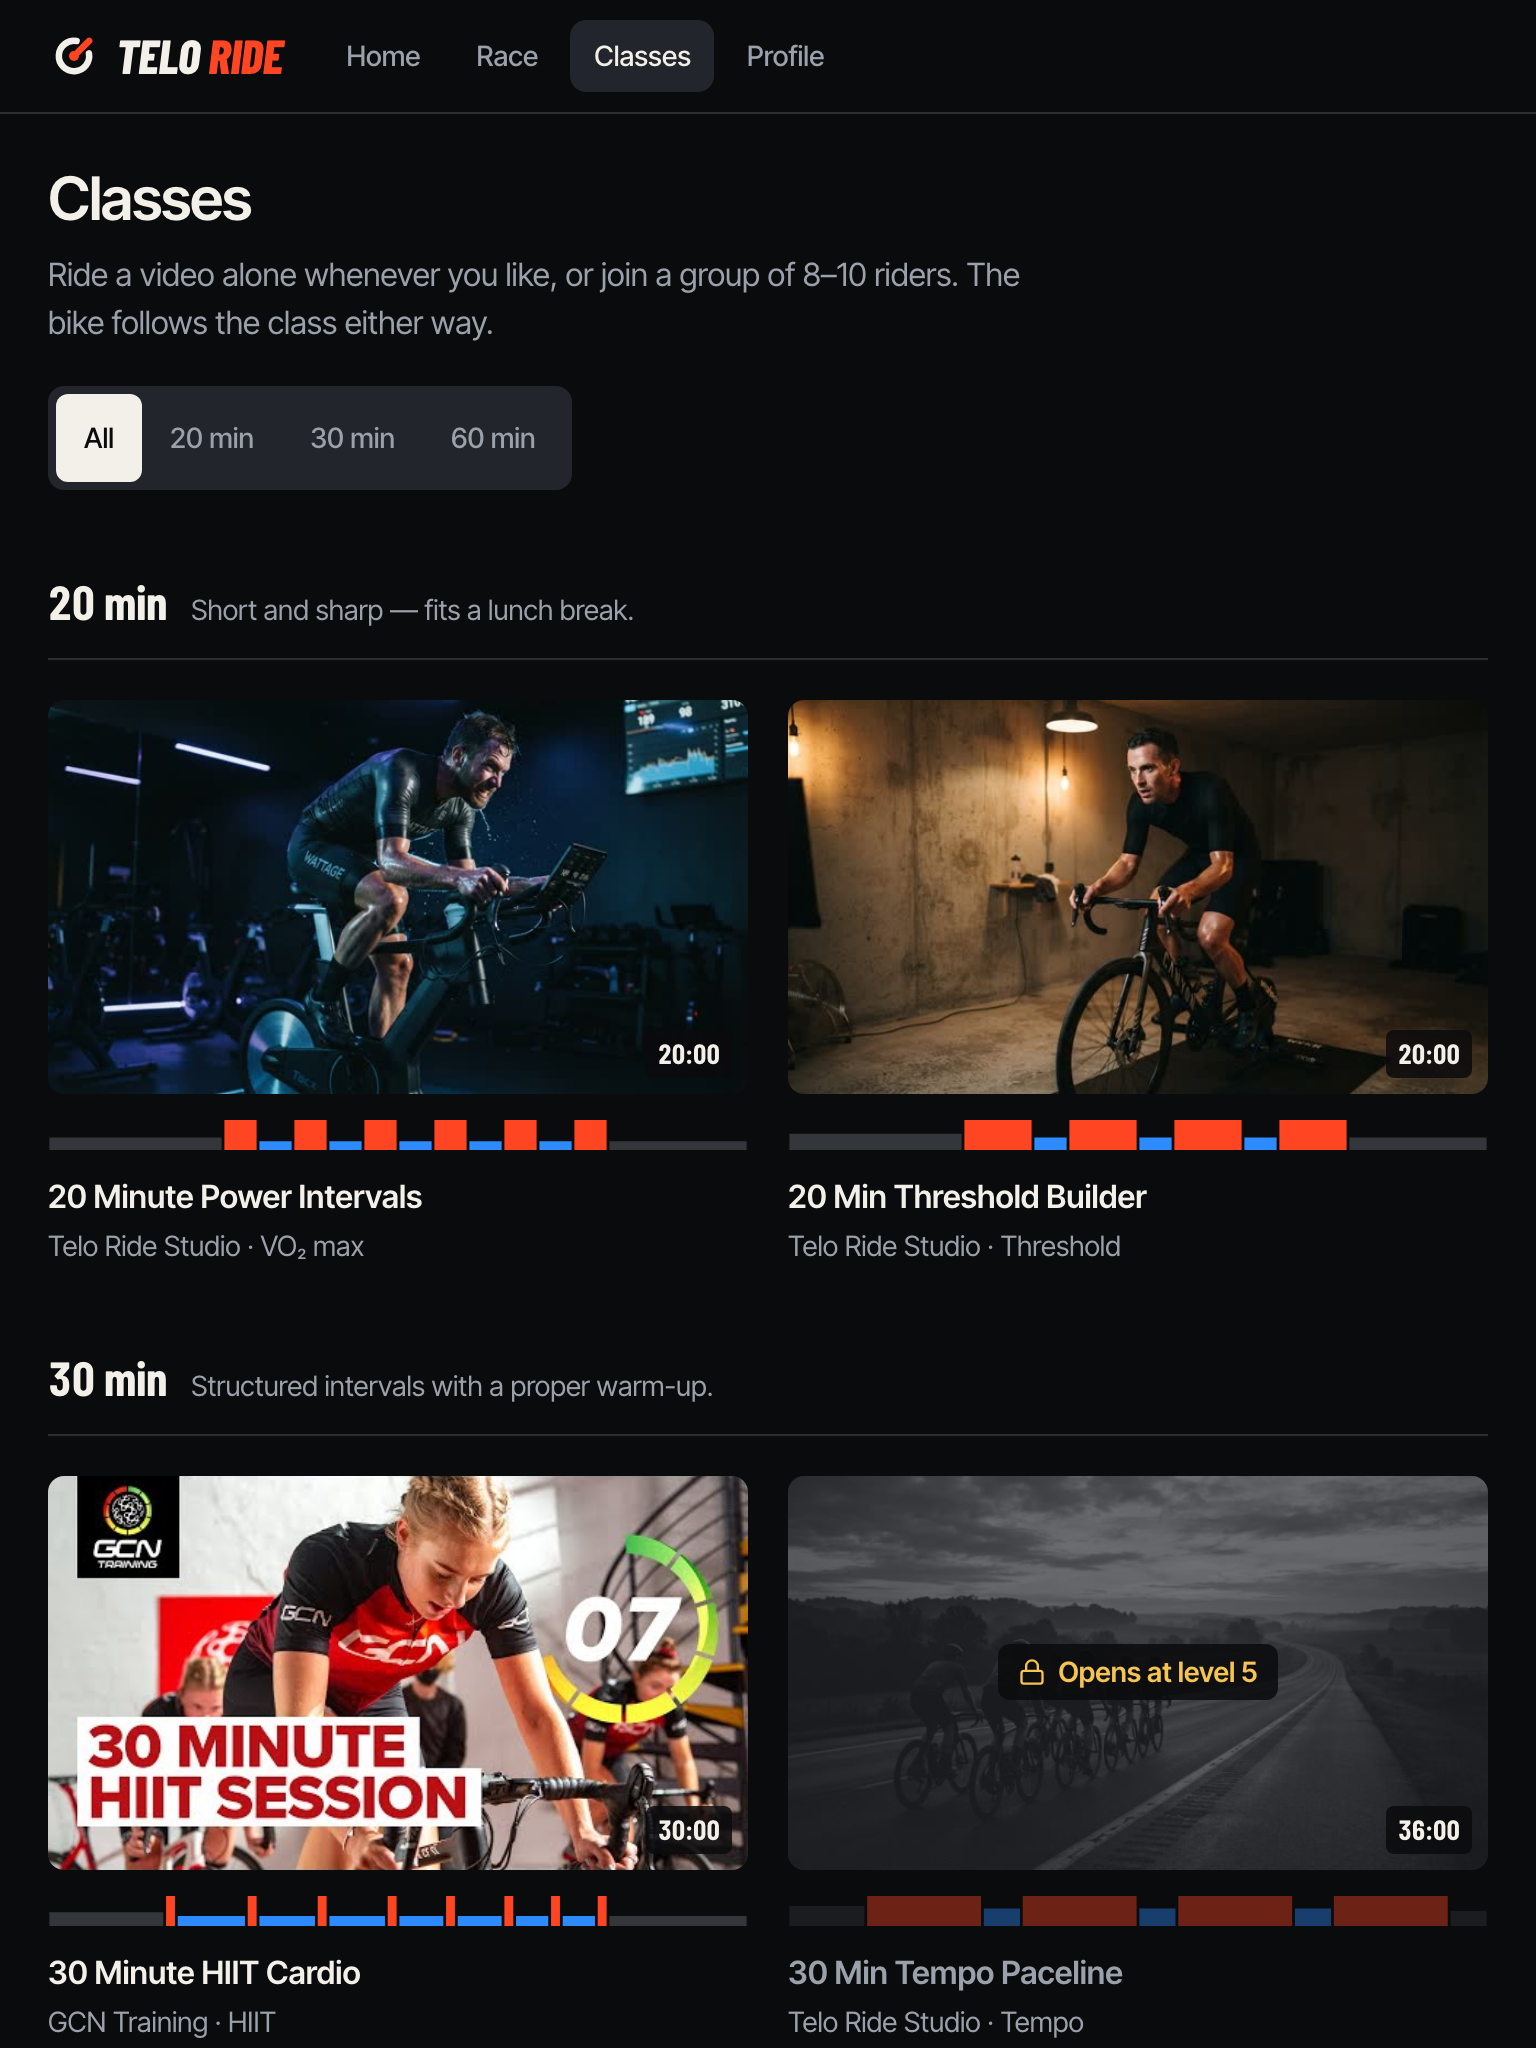 TELO RIDE
Home
Race
Classes
Profile
Classes
Ride a video alone whenever you like, or join a group of 8–10 riders. The
bike follows the class either way.
All
20 min
30 min
60 min
20 min
Short and sharp — fits a lunch break.
98
WATTAGE
20:00
20:00
20 Minute Power Intervals
Telo Ride Studio · VO₂ max
20 Min Threshold Builder
Telo Ride Studio · Threshold
30 min
Structured intervals with a proper warm-up.
GCN
TRAINING
GCN
GCN
07
30 MINUTE
HIIT SESSION
30:00
Opens at level 5
36:00
30 Minute HIIT Cardio
GCN Training · HIIT
30 Min Tempo Paceline
Telo Ride Studio · Tempo